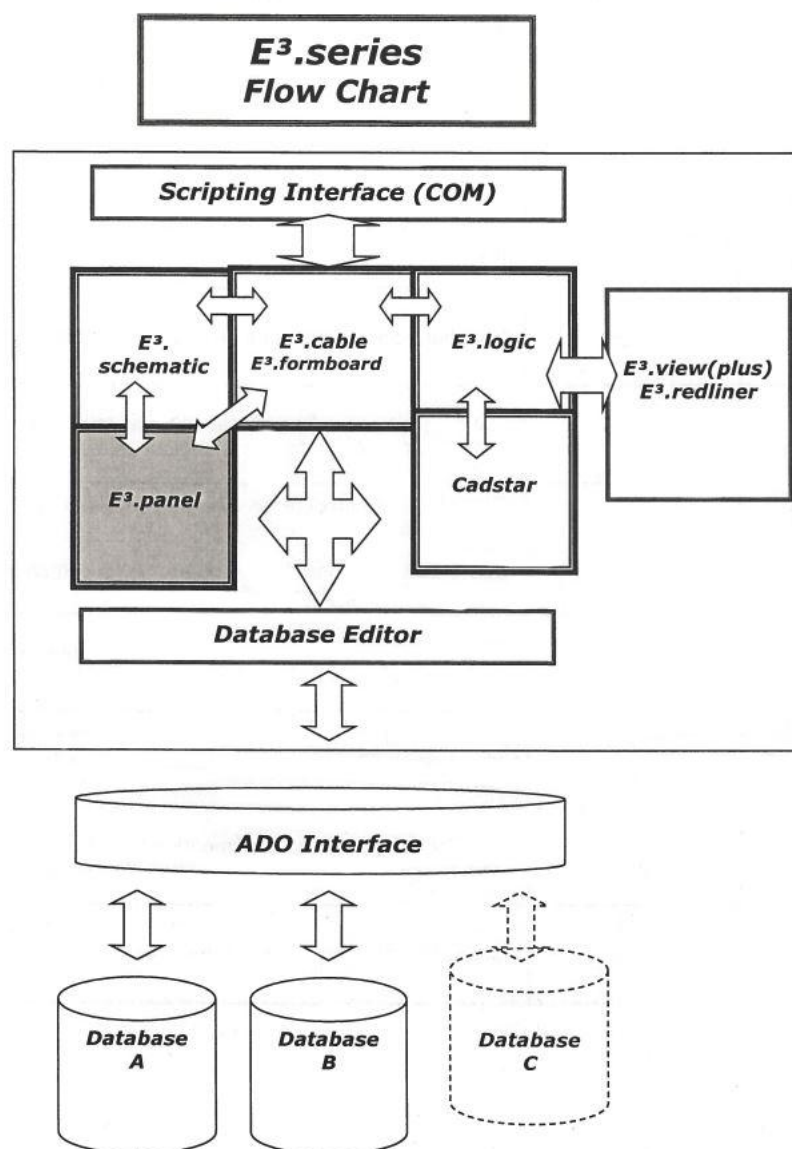 E³.series
Flow Chart
Scripting Interface (COM)
E³.
schematic
E³.cable
E³.formboard
E³.logic
E³.view(plus)
E³.redliner
E³.panel
Cadstar
Database Editor
ADO Interface
Database
A
Database
B
Database
C